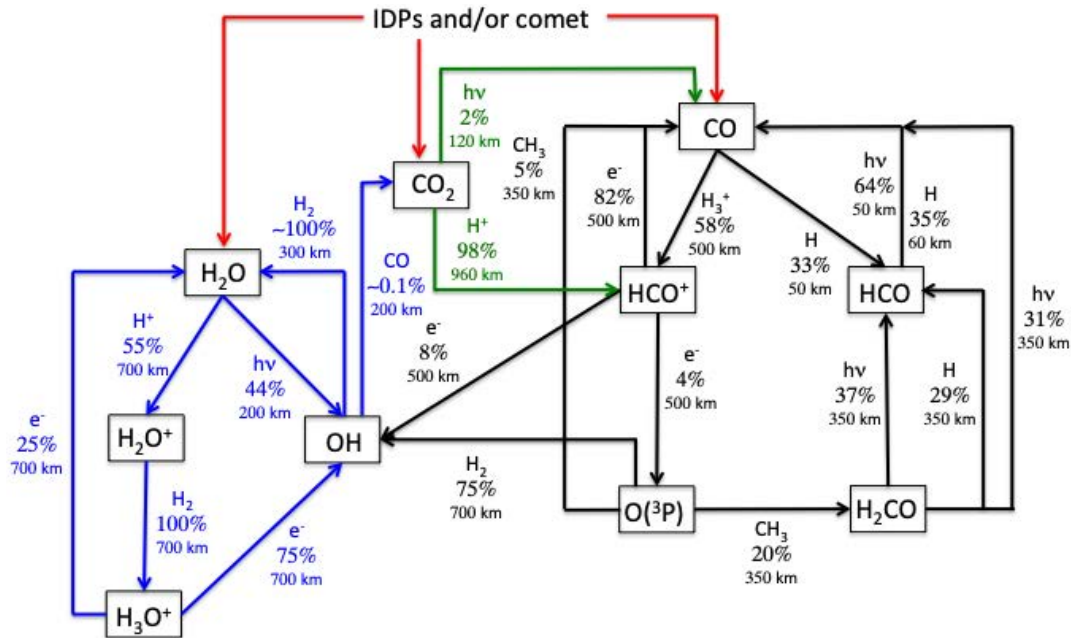 IDPs and/or comet
hν
2%
120 km
CO
CH₃
5%
350 km
e⁻
82%
500 km
H₃⁺
58%
500 km
hν
64%
50 km
H
35%
60 km
CO₂
H₂
~100%
300 km
H⁺
98%
960 km
H
33%
50 km
CO
~0.1%
200 km
H₂O
HCO⁺
HCO
hν
31%
350 km
H⁺
55%
700 km
hν
44%
200 km
e⁻
8%
500 km
e⁻
4%
500 km
hν
37%
350 km
H
29%
350 km
e⁻
25%
700 km
H₂O⁺
OH
H₂
75%
700 km
H₂
100%
700 km
e⁻
75%
700 km
O(³P)
H₂CO
CH₃
20%
350 km
H₃O⁺